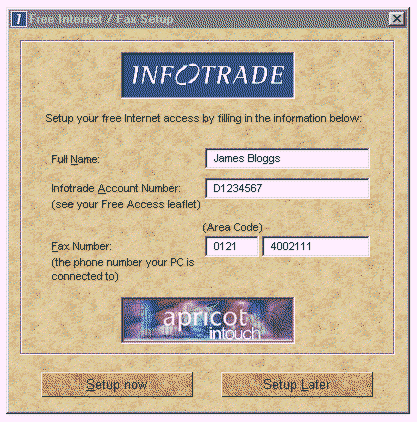 Free Internet / Fax Setup
INFOTRADE
Setup your free Internet access by filling in the information below:
Full Name:
James Bloggs
Infotrade Account Number:
D1234567
(see your Free Access leaflet)
(Area Code)
Fax Number:
0121
4002111
(the phone number your PC is
connected to)
apricot
intouch
Setup now
Setup Later